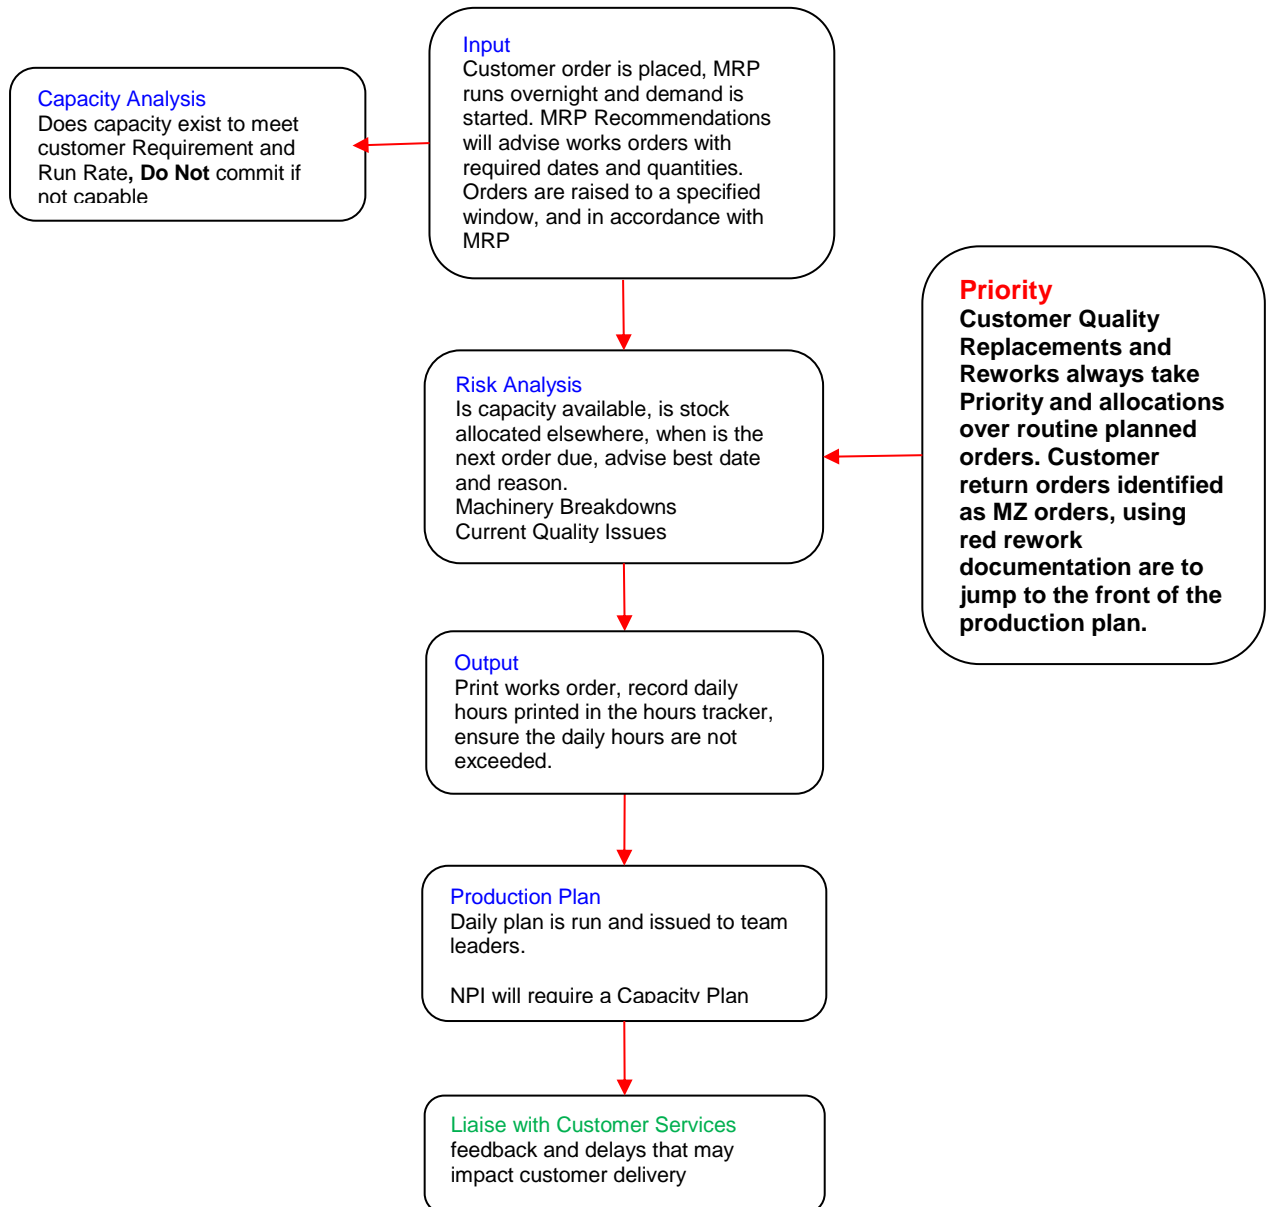 Input
Customer order is placed, MRP
runs overnight and demand is
started. MRP Recommendations
will advise works orders with
required dates and quantities.
Orders are raised to a specified
window, and in accordance with
MRP
Capacity Analysis
Does capacity exist to meet
customer Requirement and
Run Rate, Do Not commit if
not capable
Priority
Customer Quality
Replacements and
Reworks always take
Priority and allocations
over routine planned
orders. Customer
return orders identified
as MZ orders, using
red rework
documentation are to
jump to the front of the
production plan.
Risk Analysis
Is capacity available, is stock
allocated elsewhere, when is the
next order due, advise best date
and reason.
Machinery Breakdowns
Current Quality Issues
Output
Print works order, record daily
hours printed in the hours tracker,
ensure the daily hours are not
exceeded.
Production Plan
Daily plan is run and issued to team
leaders.
NPI will require a Capacity Plan
Liaise with Customer Services
feedback and delays that may
impact customer delivery